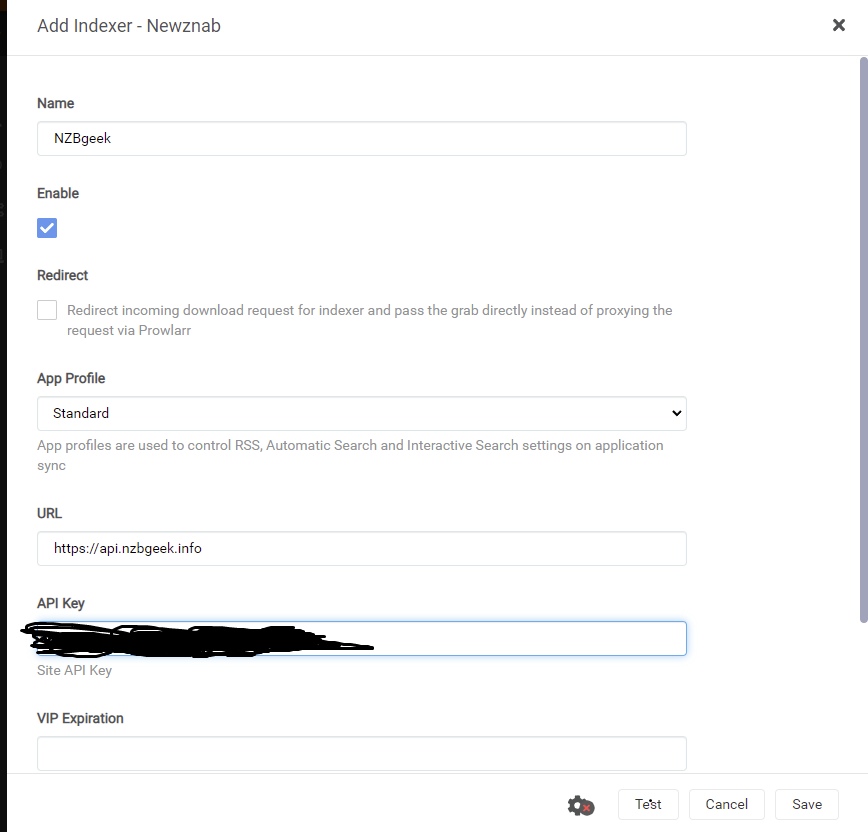 Add Indexer - Newznab
Name
NZBgeek
Enable
Redirect
Redirect incoming download request for indexer and pass the grab directly instead of proxying the
request via Prowlarr
App Profile
Standard
App profiles are used to control RSS, Automatic Search and Interactive Search settings on application
sync
URL
https://api.nzbgeek.info
API Key
Site API Key
VIP Expiration
Test
Cancel
Save